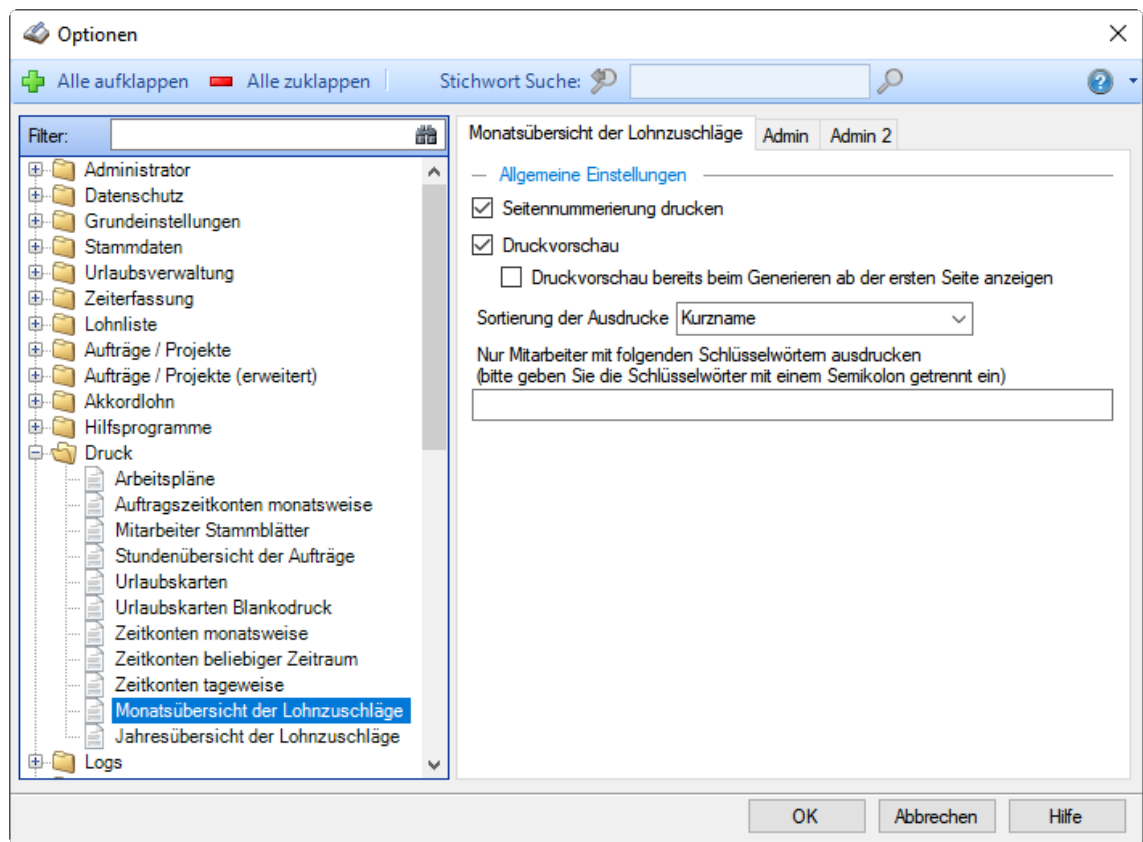 Optionen
Alle aufklappen
Alle zuklappen
Stichwort Suche:
Filter:
Administrator
Datenschutz
Grundeinstellungen
Stammdaten
Urlaubsverwaltung
Zeiterfassung
Lohnliste
Aufträge / Projekte
Aufträge / Projekte (erweitert)
Akkordlohn
Hilfsprogramme
Druck
Arbeitspläne
Auftragszeitkonten monatsweise
Mitarbeiter Stammblätter
Stundenübersicht der Aufträge
Urlaubskarten
Urlaubskarten Blankodruck
Zeitkonten monatsweise
Zeitkonten beliebiger Zeitraum
Zeitkonten tageweise
Monatsübersicht der Lohnzuschläge
Jahresübersicht der Lohnzuschläge
Logs
Monatsübersicht der Lohnzuschläge
Admin
Admin 2
Allgemeine Einstellungen
Seitennummerierung drucken
Druckvorschau
Druckvorschau bereits beim Generieren ab der ersten Seite anzeigen
Sortierung der Ausdrucke Kurzname
Nur Mitarbeiter mit folgenden Schlüsselwörtern ausdrucken
(bitte geben Sie die Schlüsselwörter mit einem Semikolon getrennt ein)
OK
Abbrechen
Hilfe